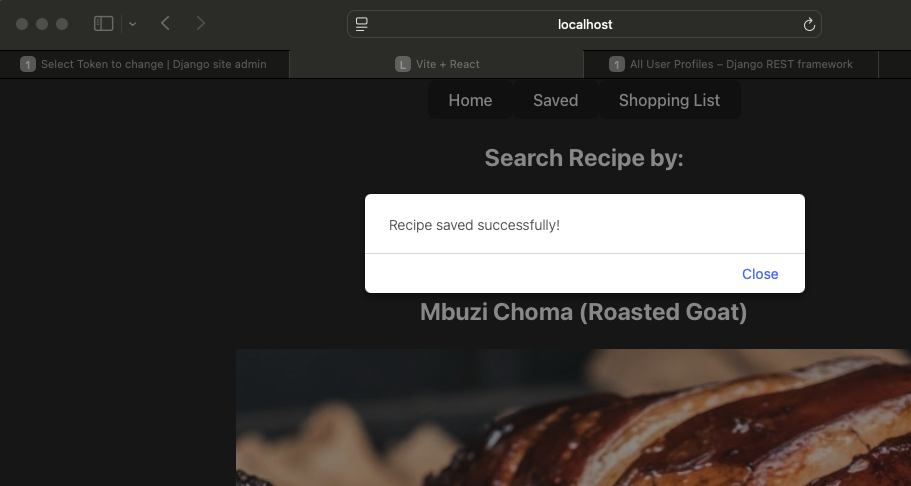 localhost
1 Select Token to change | Django site admin
L Vite + React
1 All User Profiles – Django REST framework
Home
Saved
Shopping List
Search Recipe by:
Recipe saved successfully!
Close
Mbuzi Choma (Roasted Goat)